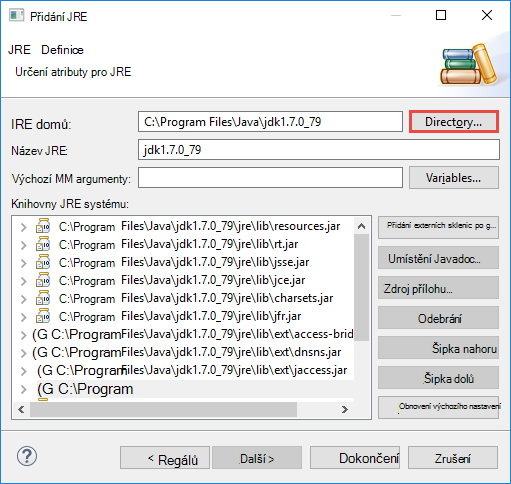 Přidání JRE
JRE Definice
Určení atributy pro JRE
IRE domů: C:\Program Files\Java\jdk1.7.0_79 Directory...
Název JRE: jdk1.7.0_79
Výchozí MM argumenty: Variables...
Knihovny JRE systému:
C:\Program Files\Java\jdk1.7.0_79\jre\lib\resources.jar Přidání externích sklenic po g...
C:\Program Files\Java\jdk1.7.0_79\jre\lib\rt.jar
C:\Program Files\Java\jdk1.7.0_79\jre\lib\jsse.jar Umístění Javadoc...
C:\Program Files\Java\jdk1.7.0_79\jre\lib\jce.jar Zdroj přílohu...
C:\Program Files\Java\jdk1.7.0_79\jre\lib\charsets.jar
C:\Program Files\Java\jdk1.7.0_79\jre\lib\jfr.jar Odebrání
(G C:\Program Files\Java\jdk1.7.0_79\jre\lib\ext\access-brid
(G C:\Program Files\Java\jdk1.7.0_79\jre\lib\ext\dnsns.jar Šipka nahoru
(G C:\Program Files\Java\jdk1.7.0_79\jre\lib\ext\jaccess.jar Šipka dolů
(G C:\Program
Obnovení výchozího nastavení
< Regálů Další > Dokončení Zrušení